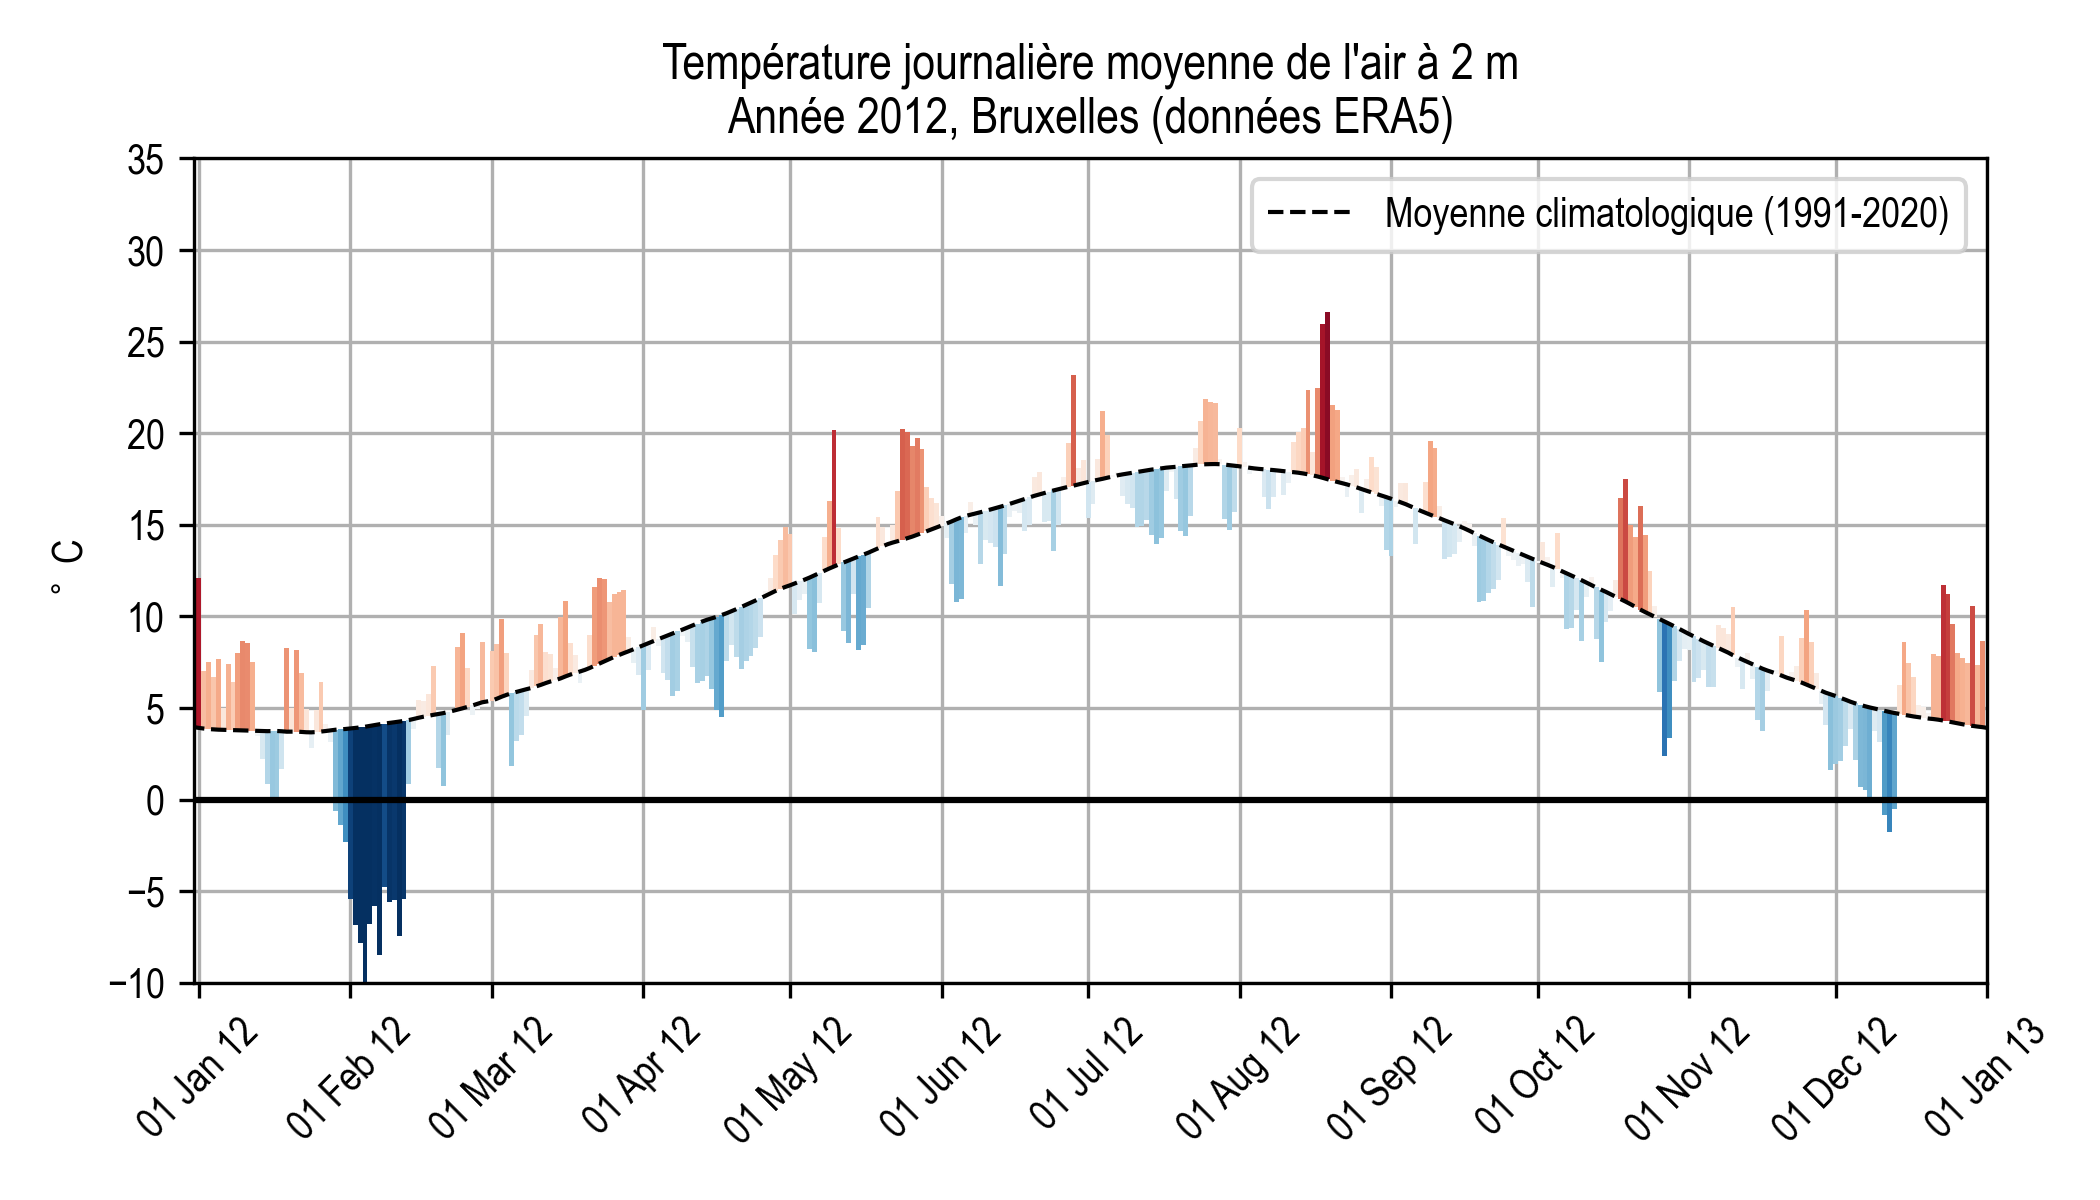 Température journalière moyenne de l'air à 2 m
Année 2012, Bruxelles (données ERA5)
Moyenne climatologique (1991-2020)
35
30
25
20
15
10
5
0
−5
−10
° C
01 Jan 12
01 Feb 12
01 Mar 12
01 Apr 12
01 May 12
01 Jun 12
01 Jul 12
01 Aug 12
01 Sep 12
01 Oct 12
01 Nov 12
01 Dec 12
01 Jan 13